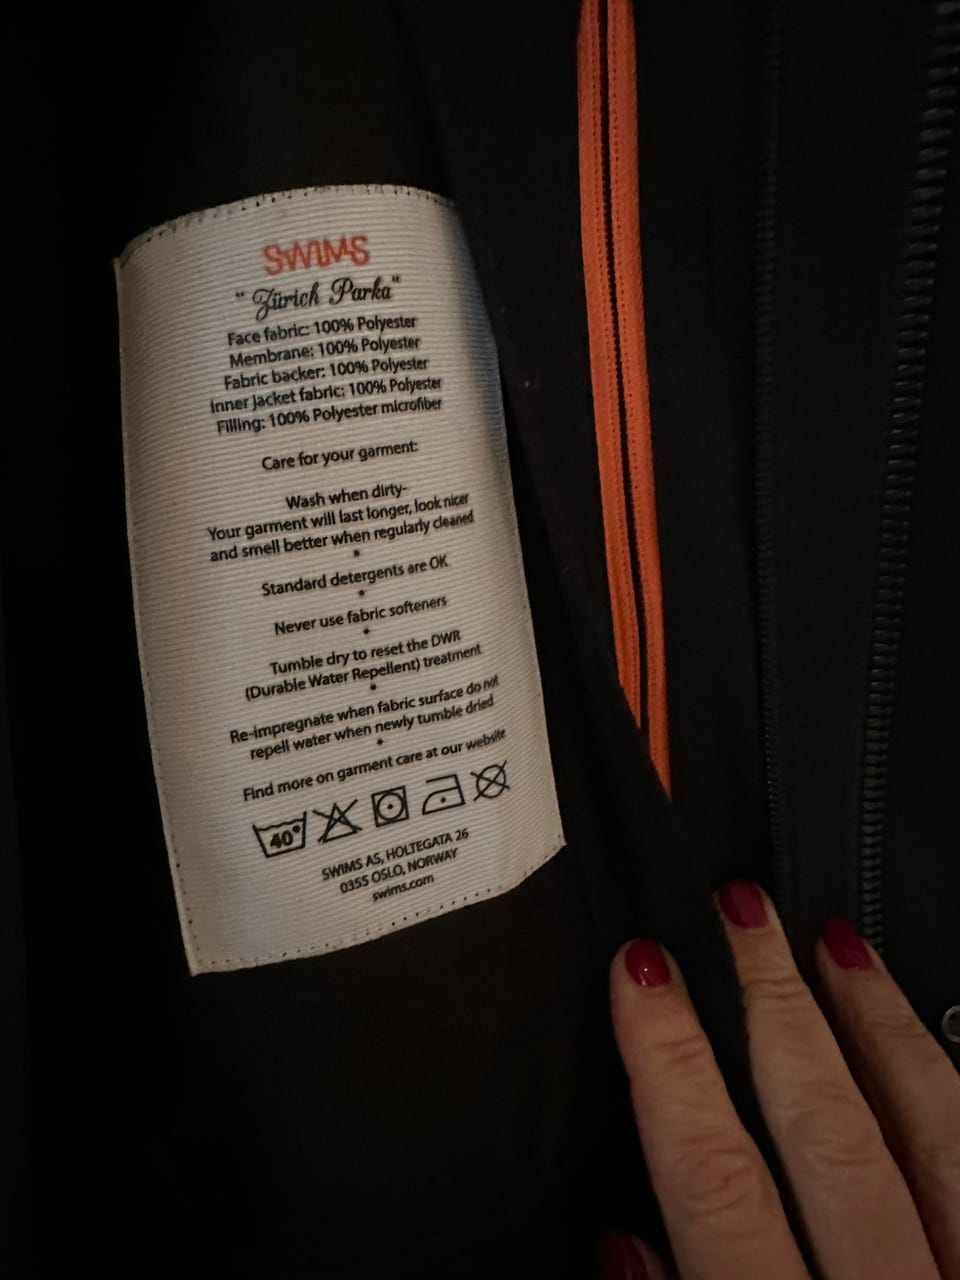 SWIMS
"Zürich Parka"
Face fabric: 100% Polyester
Membrane: 100% Polyester
Fabric backer: 100% Polyester
Inner Jacket fabric: 100% Polyester
Filling: 100% Polyester microfiber
Care for your garment:
Wash when dirty-
Your garment will last longer, look nicer
and smell better when regularly cleaned
Standard detergents are OK
Never use fabric softeners
Tumble dry to reset the DWR
(Durable Water Repellent) treatment
Re-impregnate when fabric surface do not
repell water when newly tumble dried
Find more on garment care at our website
40°
SWIMS AS, HOLTEGATA 26
0355 OSLO, NORWAY
swims.com